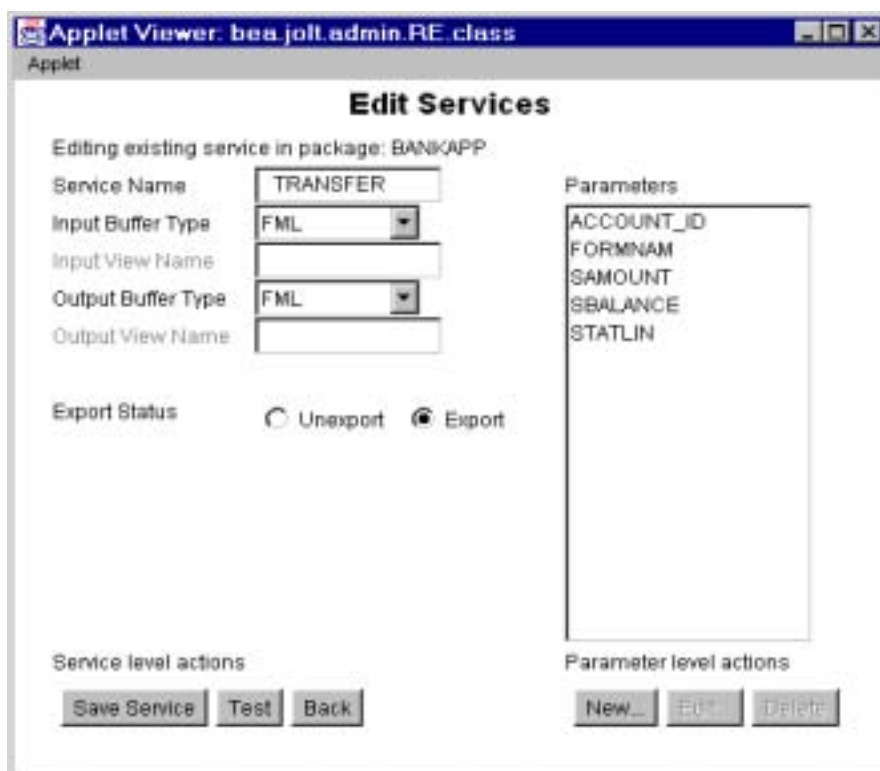 Applet Viewer: bea.jolt.admin.RE.class
Applet
Edit Services
Editing existing service in package: BANKAPP
Service Name TRANSFER
Input Buffer Type FML
Input View Name
Output Buffer Type FML
Output View Name
Export Status Unexport Export
Parameters
ACCOUNT_ID
FORMNAM
SAMOUNT
SBALANCE
STATLIN
Service level actions
Save Service Test Back
Parameter level actions
New... Edit... Delete